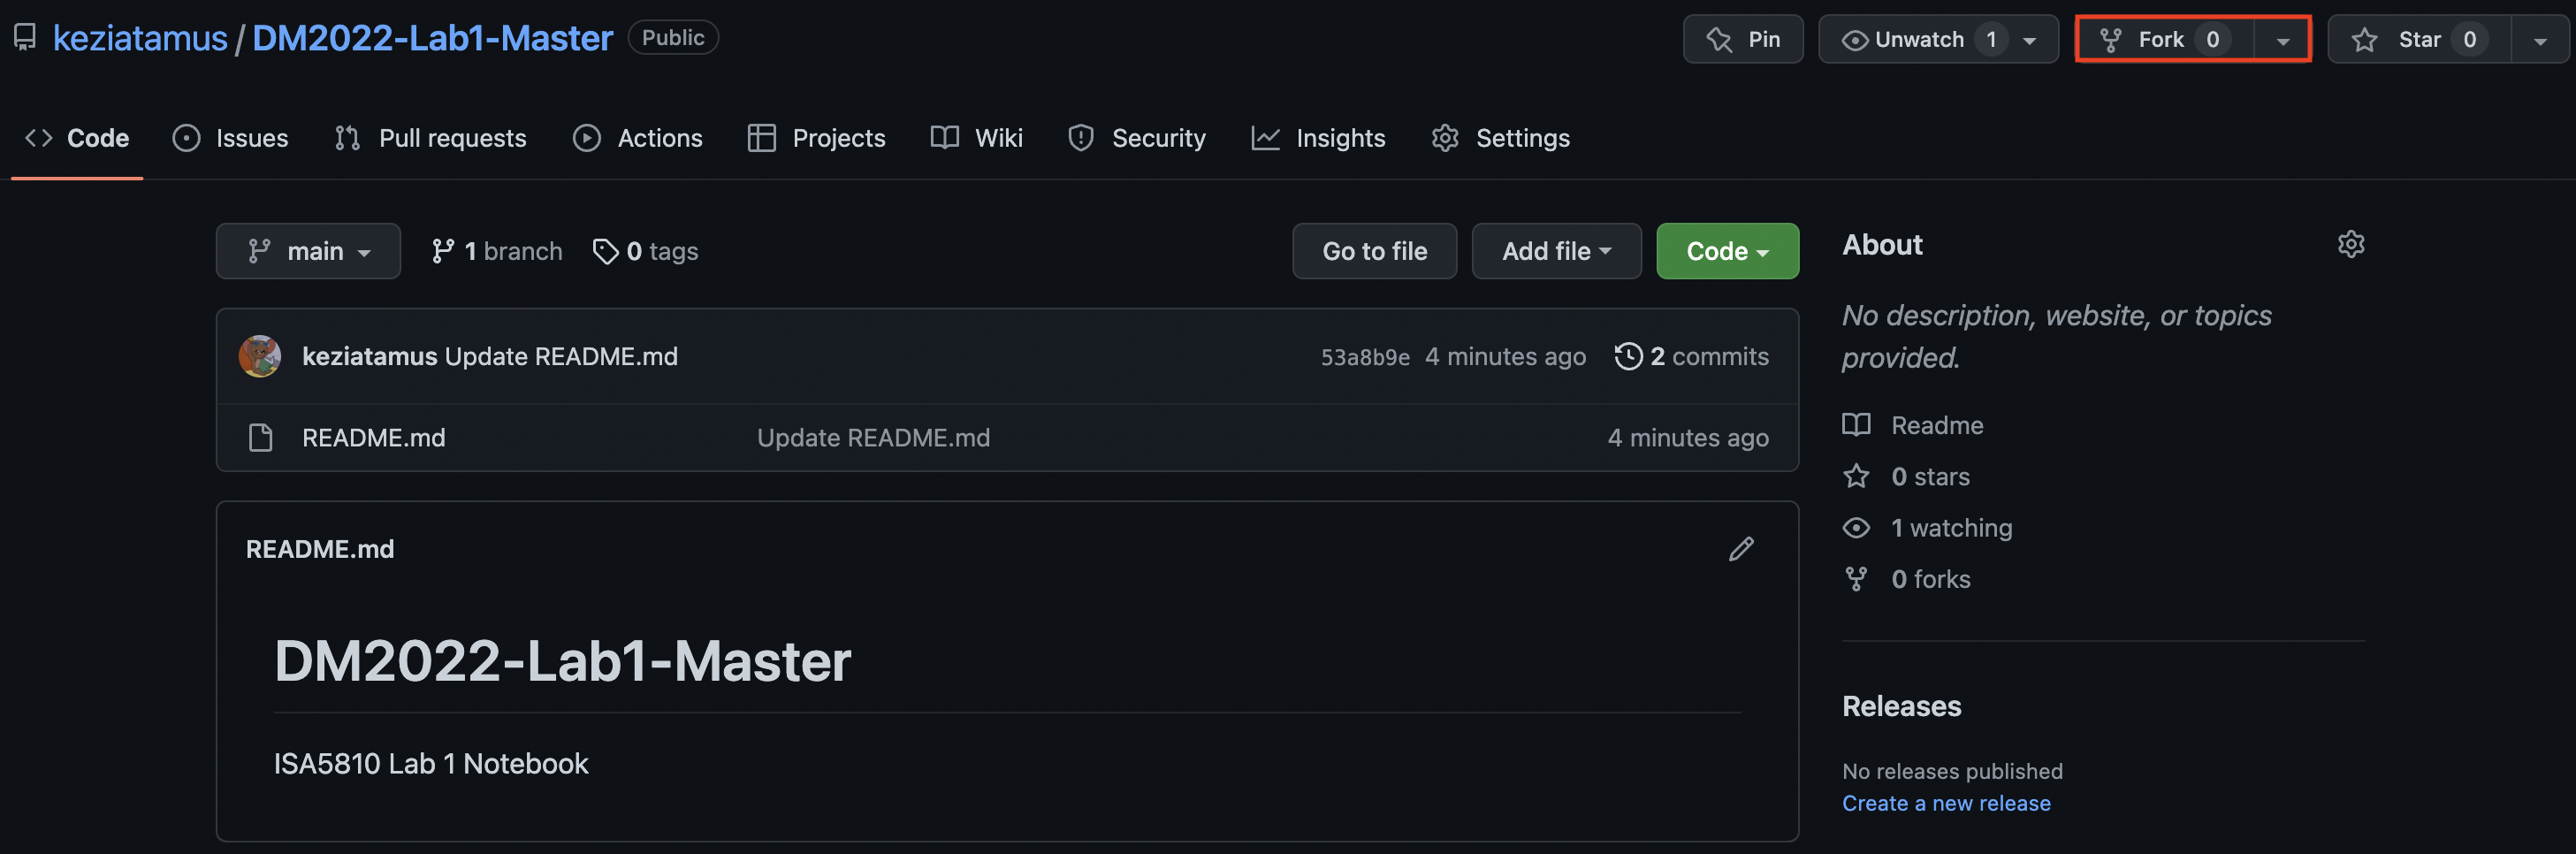 keziatamus / DM2022-Lab1-Master Public Pin Unwatch 1 Fork 0 Star 0
Code Issues Pull requests Actions Projects Wiki Security Insights Settings
main 1 branch 0 tags Go to file Add file Code
keziatamus Update README.md 53a8b9e 4 minutes ago 2 commits
README.md Update README.md 4 minutes ago
README.md
DM2022-Lab1-Master
ISA5810 Lab 1 Notebook
About
No description, website, or topics
provided.
Readme
0 stars
1 watching
0 forks
Releases
No releases published
Create a new release